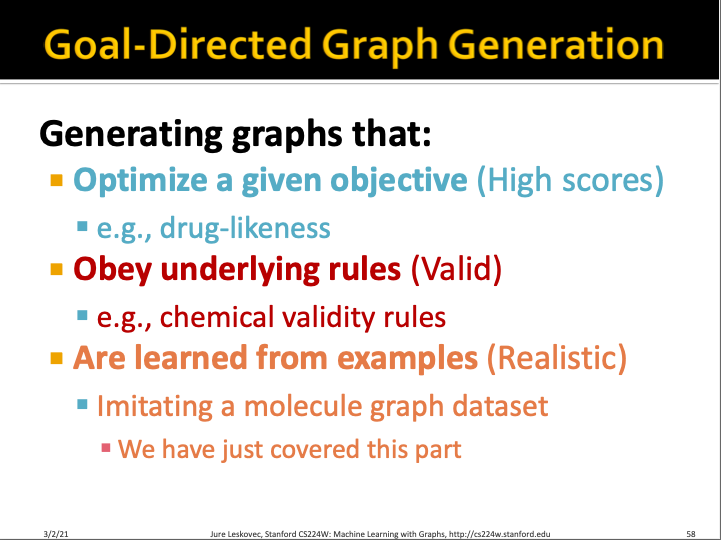 Goal-Directed Graph Generation
Generating graphs that:
Optimize a given objective (High scores)
e.g., drug-likeness
Obey underlying rules (Valid)
e.g., chemical validity rules
Are learned from examples (Realistic)
Imitating a molecule graph dataset
We have just covered this part
3/2/21 Jure Leskovec, Stanford CS224W: Machine Learning with Graphs, http://cs224w.stanford.edu 58